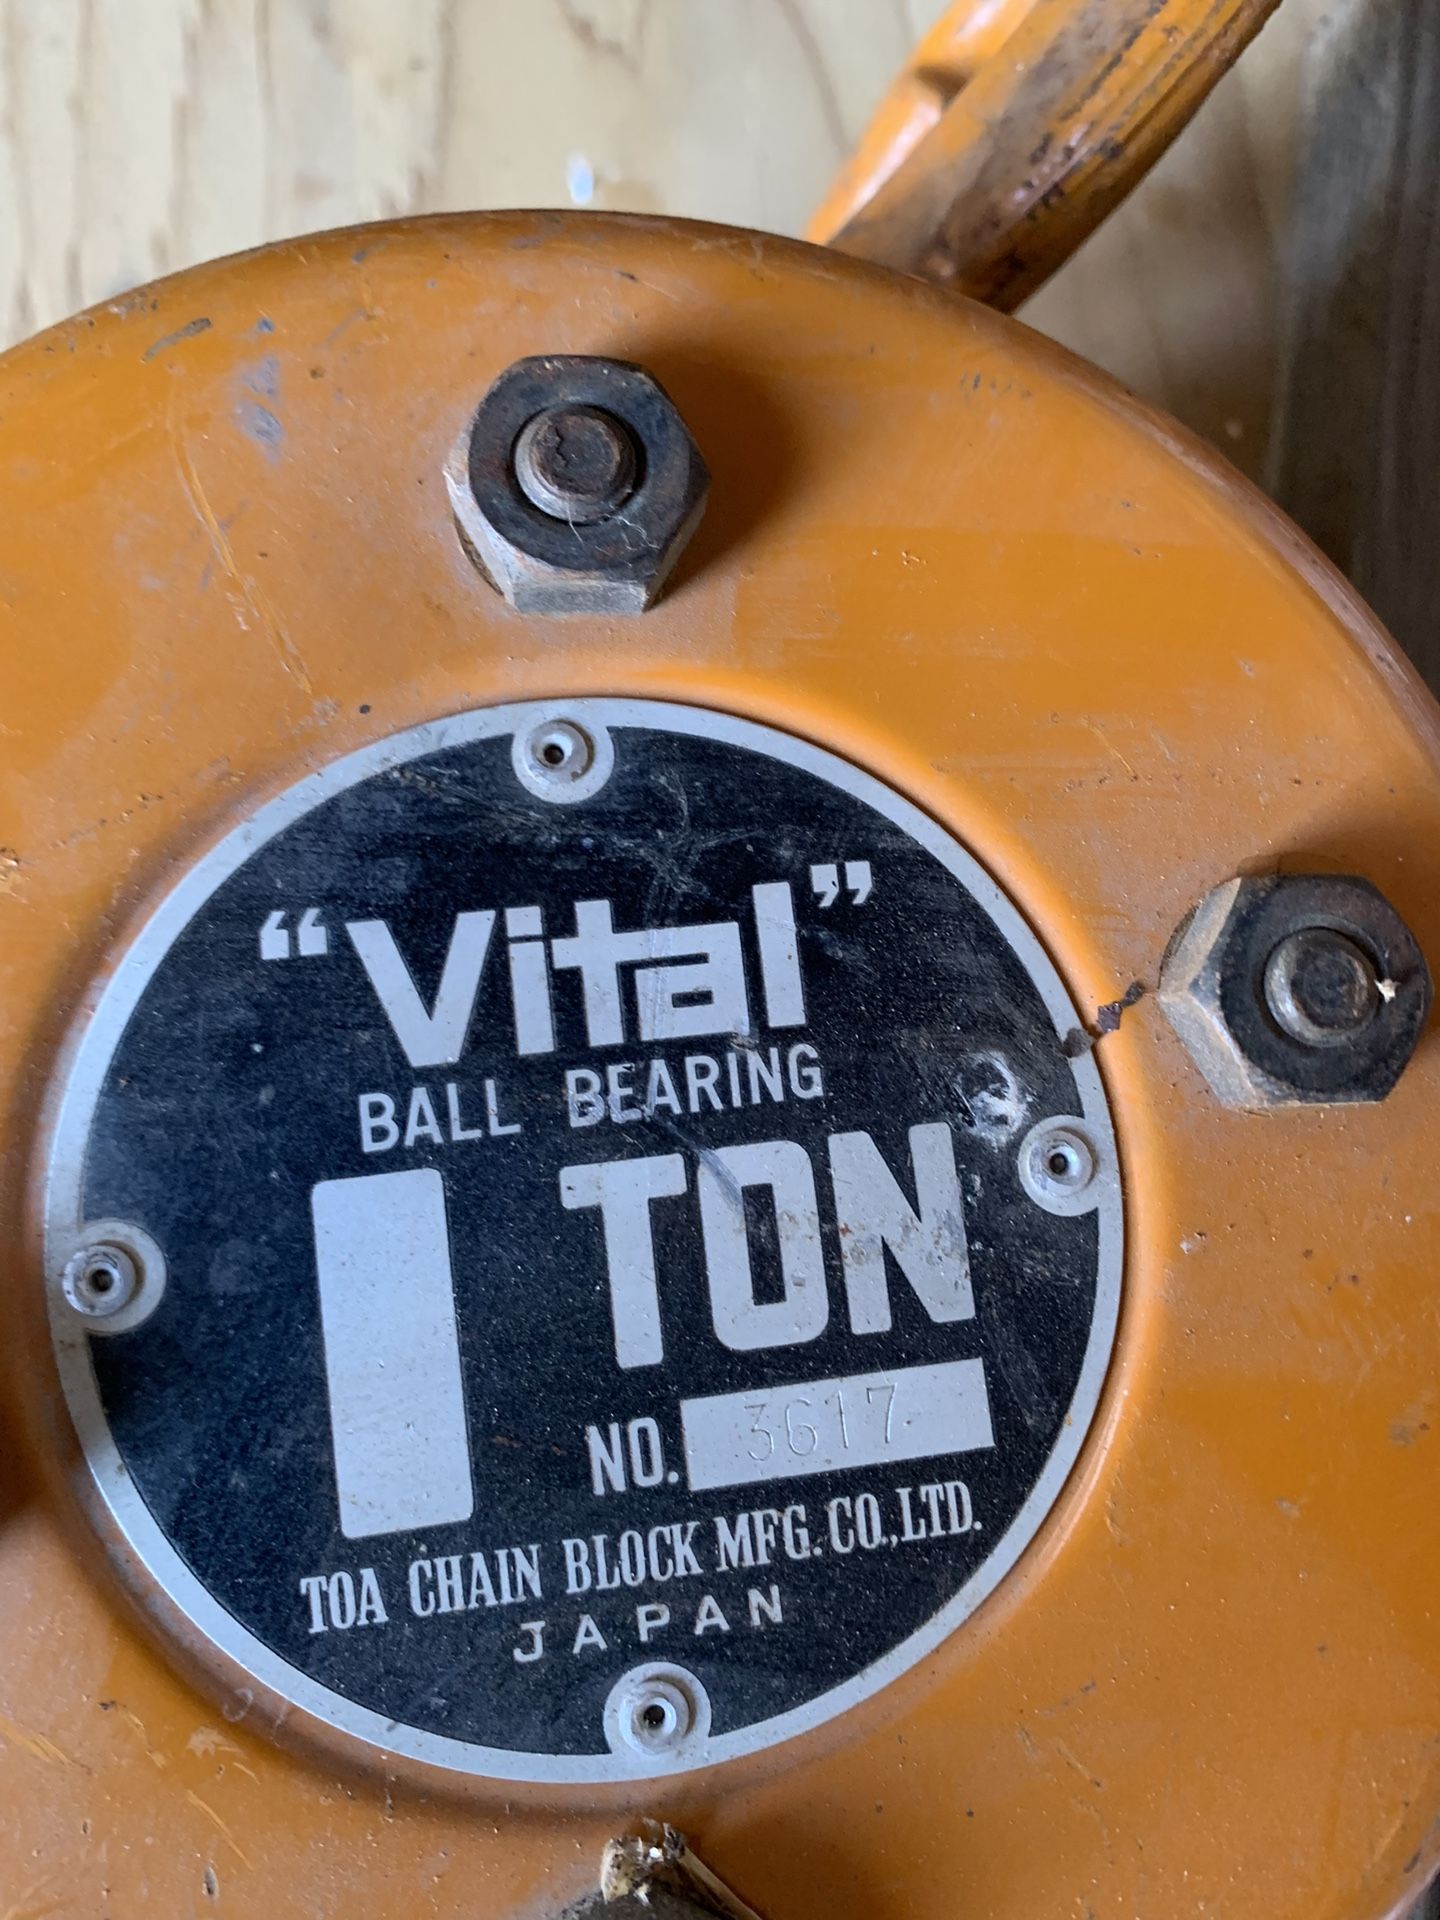 “Vital”
BALL BEARING
1 TON
NO. 3617
TOA CHAIN BLOCK MFG. CO., LTD.
JAPAN